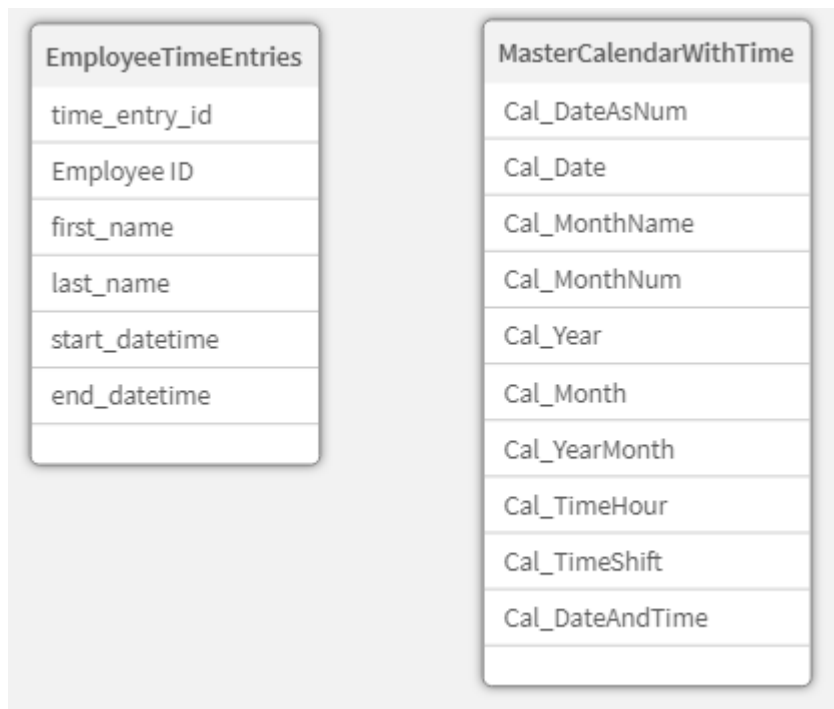 EmployeeTimeEntries
time_entry_id
Employee ID
first_name
last_name
start_datetime
end_datetime
MasterCalendarWithTime
Cal_DateAsNum
Cal_Date
Cal_MonthName
Cal_MonthNum
Cal_Year
Cal_Month
Cal_YearMonth
Cal_TimeHour
Cal_TimeShift
Cal_DateAndTime